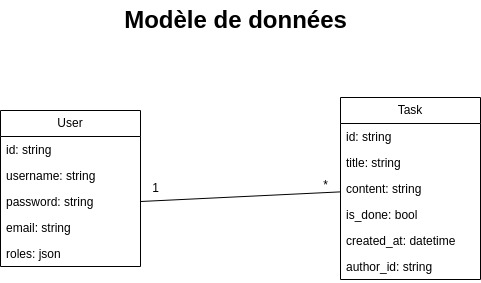 Modèle de données
User
id: string
username: string
password: string
email: string
roles: json
1
*
Task
id: string
title: string
content: string
is_done: bool
created_at: datetime
author_id: string